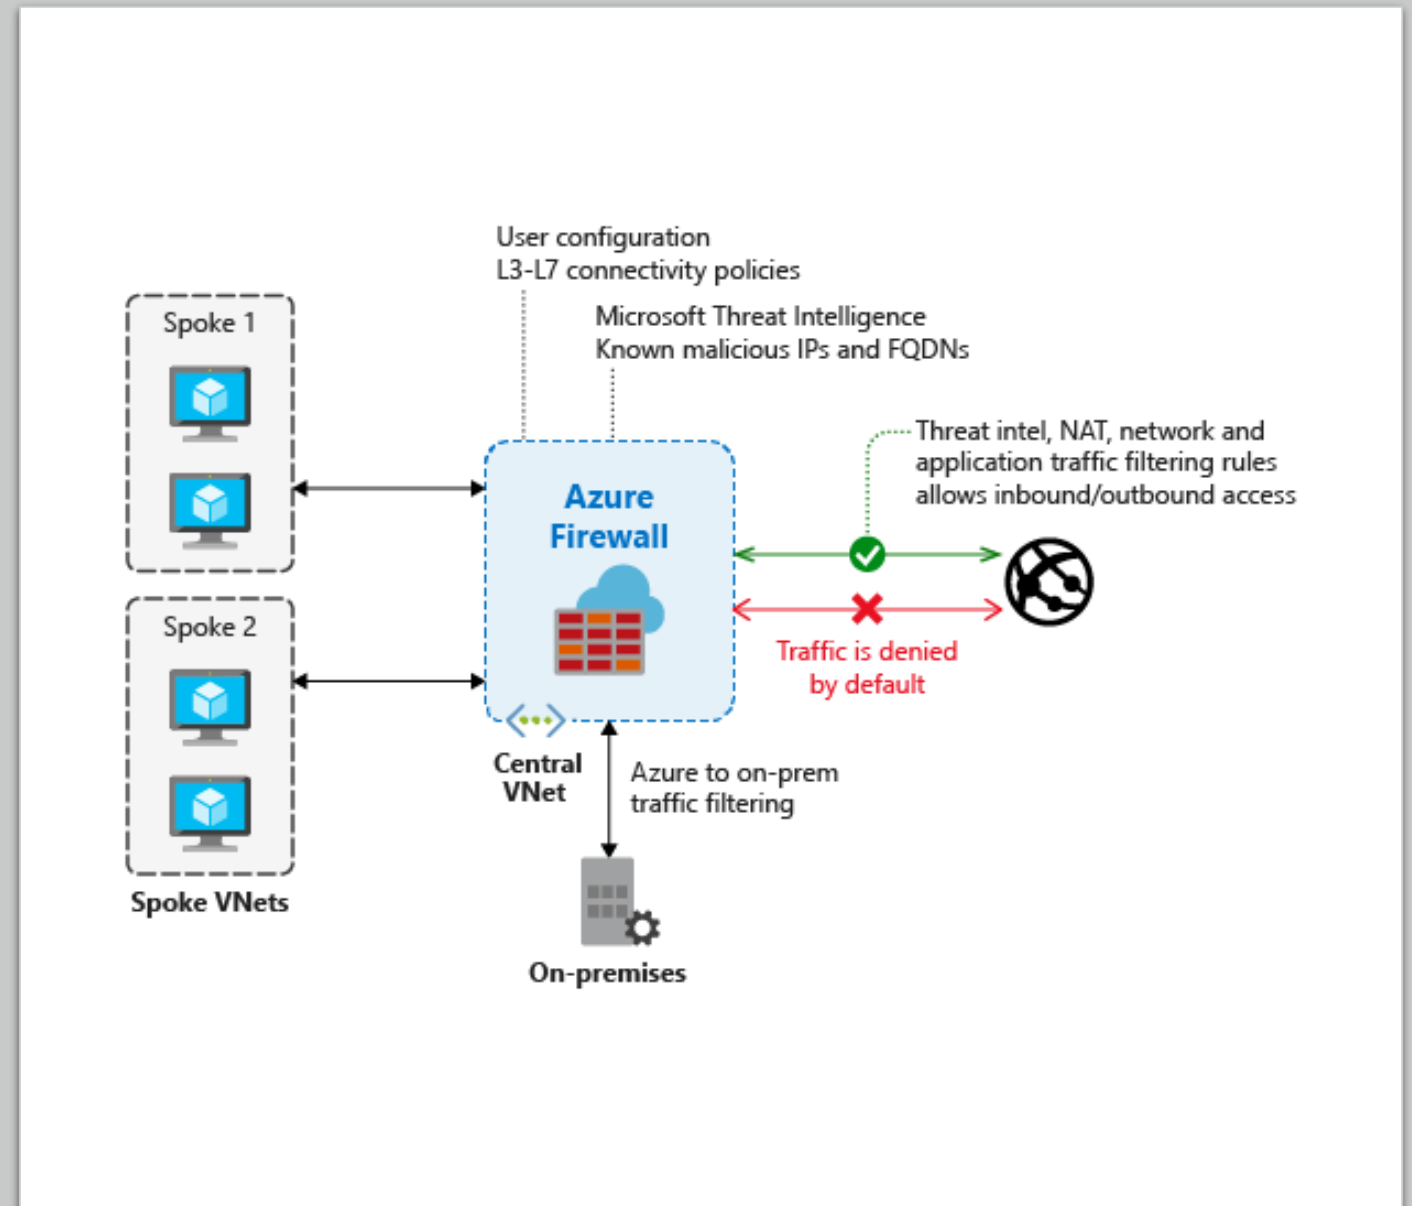 User configuration
L3-L7 connectivity policies
Microsoft Threat Intelligence
Known malicious IPs and FQDNs
Spoke 1
Threat intel, NAT, network and
application traffic filtering rules
allows inbound/outbound access
Azure
Firewall
Spoke 2
Traffic is denied
by default
Central
VNet
Azure to on-prem
traffic filtering
Spoke VNets
On-premises